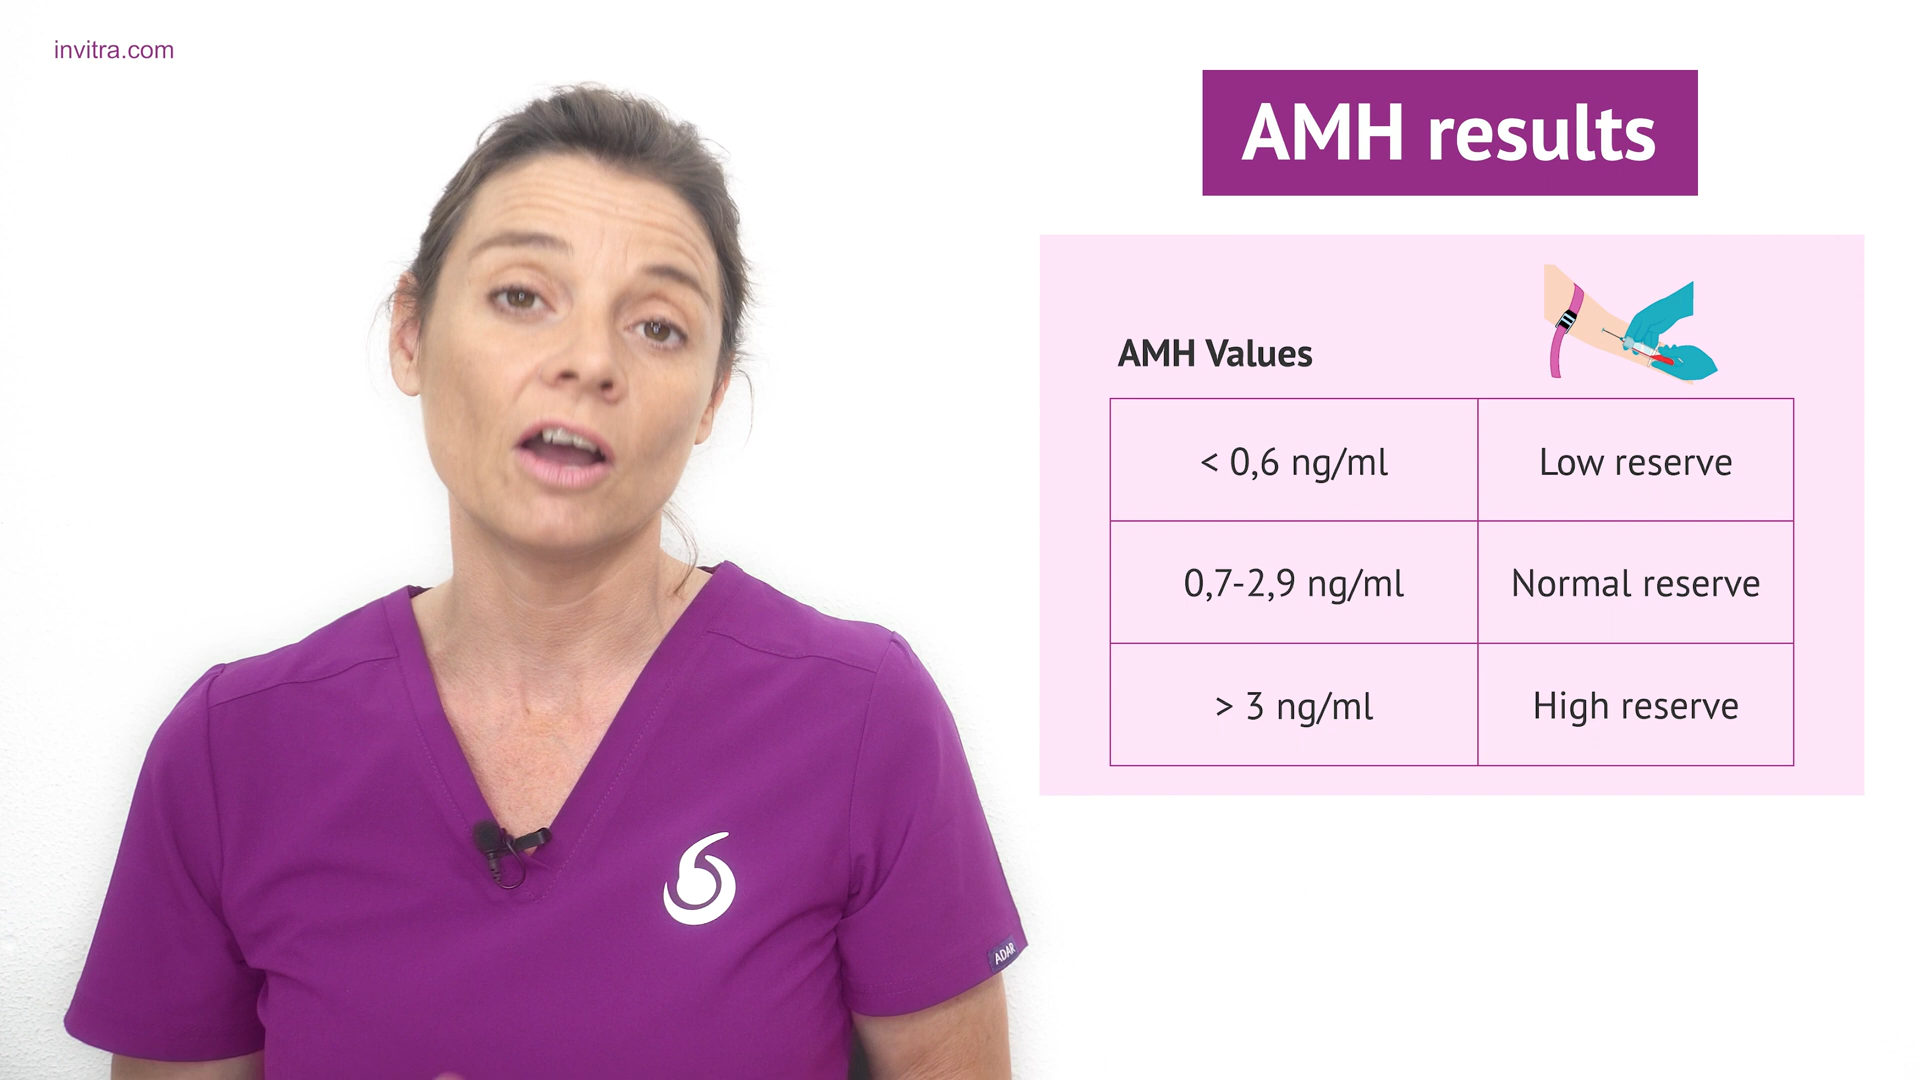 invitra.com
AMH results
AMH Values
< 0,6 ng/ml Low reserve
0,7-2,9 ng/ml Normal reserve
> 3 ng/ml High reserve
ADAR